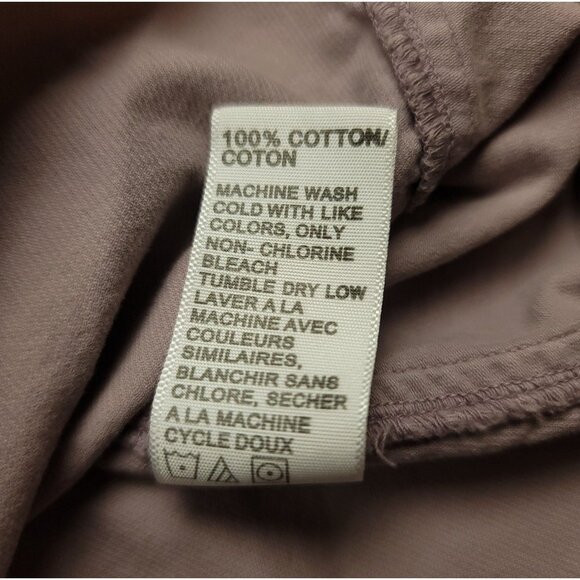 100% COTTON/
COTON
MACHINE WASH
COLD WITH LIKE
COLORS, ONLY
NON- CHLORINE
BLEACH
TUMBLE DRY LOW
LAVER A LA
MACHINE AVEC
COULEURS
SIMILAIRES,
BLANCHIR SANS
CHLORE, SECHER
A LA MACHINE
CYCLE DOUX